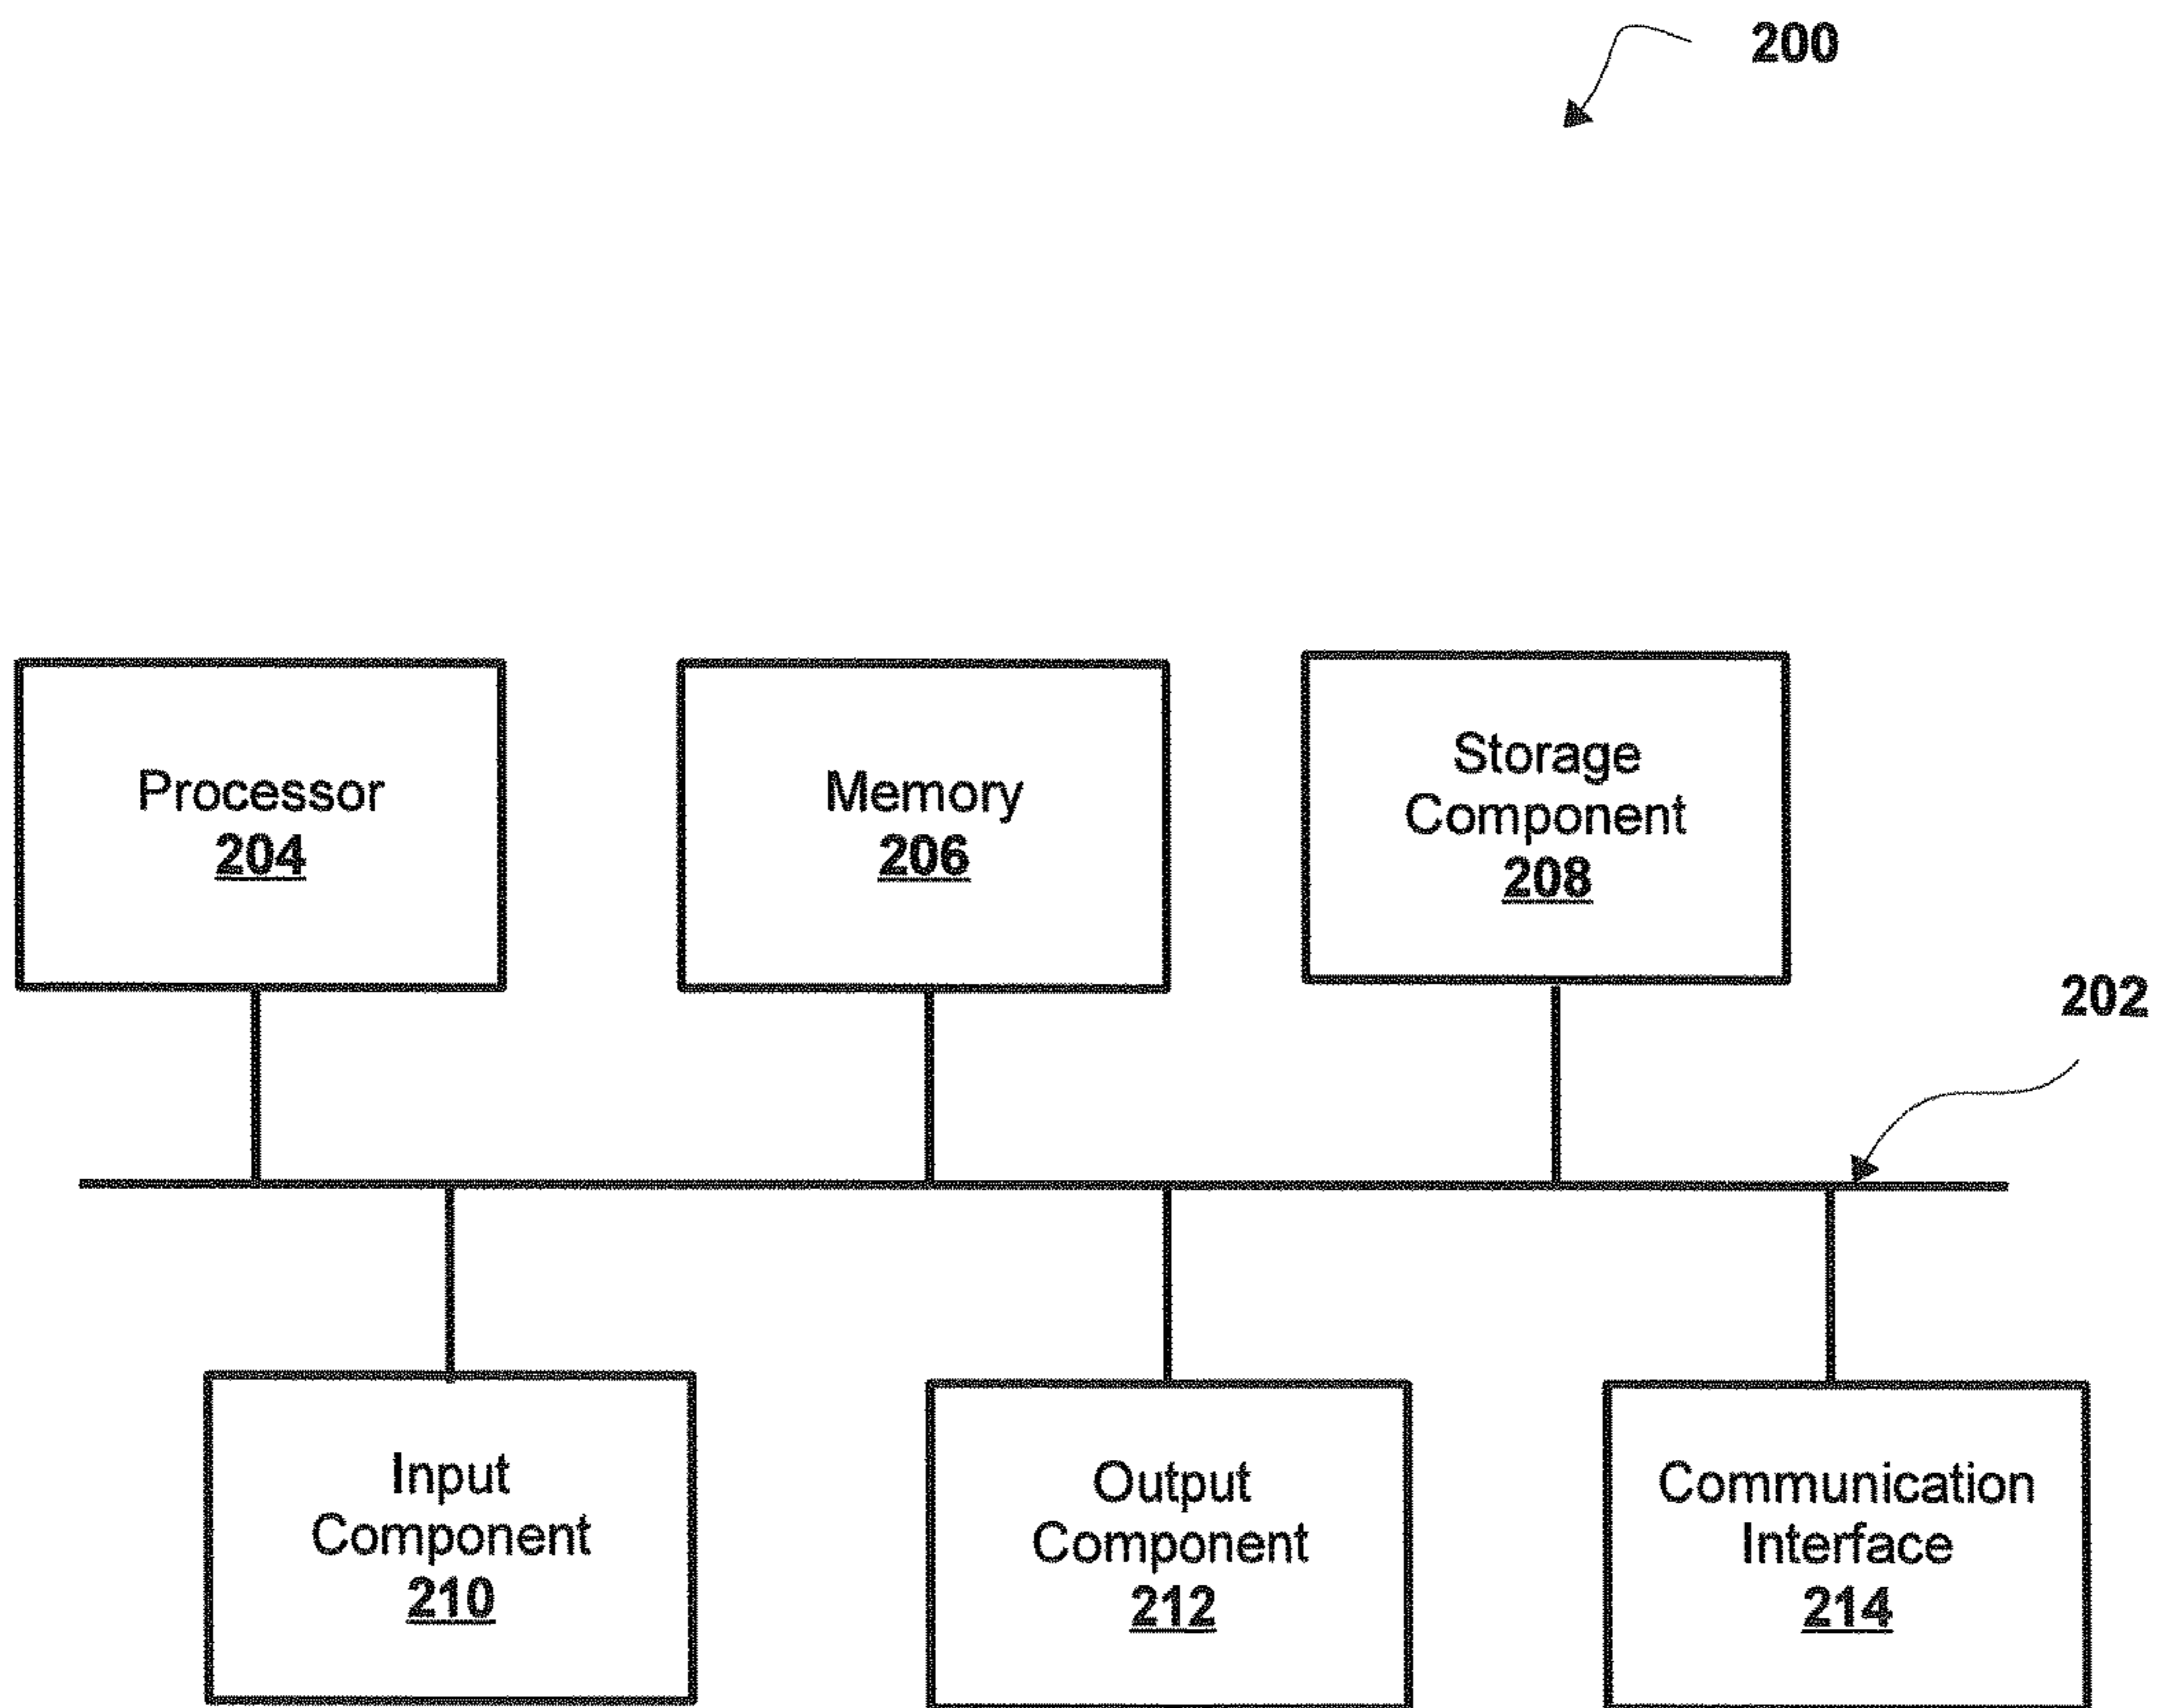 200
Processor
204
Memory
206
Storage
Component
208
202
Input
Component
210
Output
Component
212
Communication
Interface
214